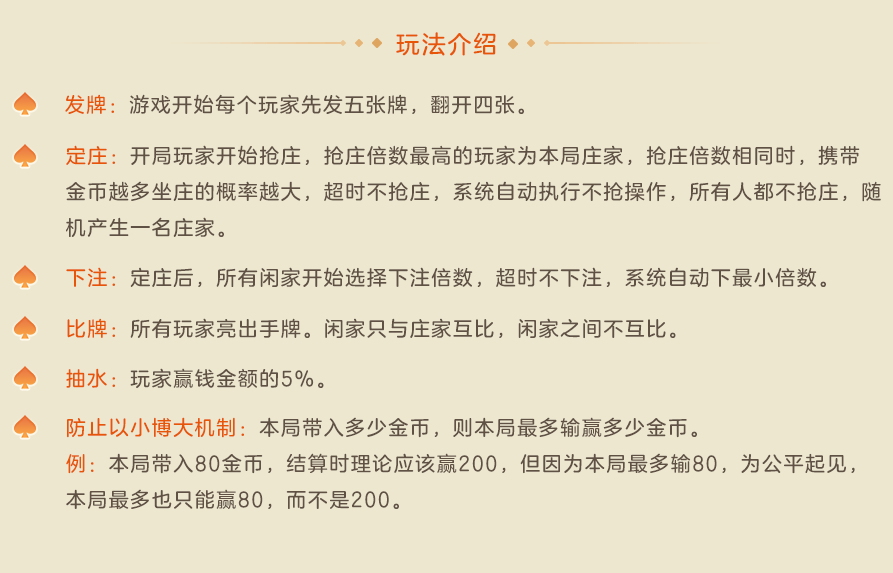 玩法介绍
发牌：游戏开始每个玩家先发五张牌，翻开四张。
定庄：开局玩家开始抢庄，抢庄倍数最高的玩家为本局庄家，抢庄倍数相同时，携带
金币越多坐庄的概率越大，超时不抢庄，系统自动执行不抢操作，所有人都不抢庄，随
机产生一名庄家。
下注：定庄后，所有闲家开始选择下注倍数，超时不下注，系统自动下最小倍数。
比牌：所有玩家亮出手牌。闲家只与庄家互比，闲家之间不互比。
抽水：玩家赢钱金额的5%。
防止以小博大机制：本局带入多少金币，则本局最多输赢多少金币。
例：本局带入80金币，结算时理论应该赢200，但因为本局最多输80，为公平起见，
本局最多也只能赢80，而不是200。